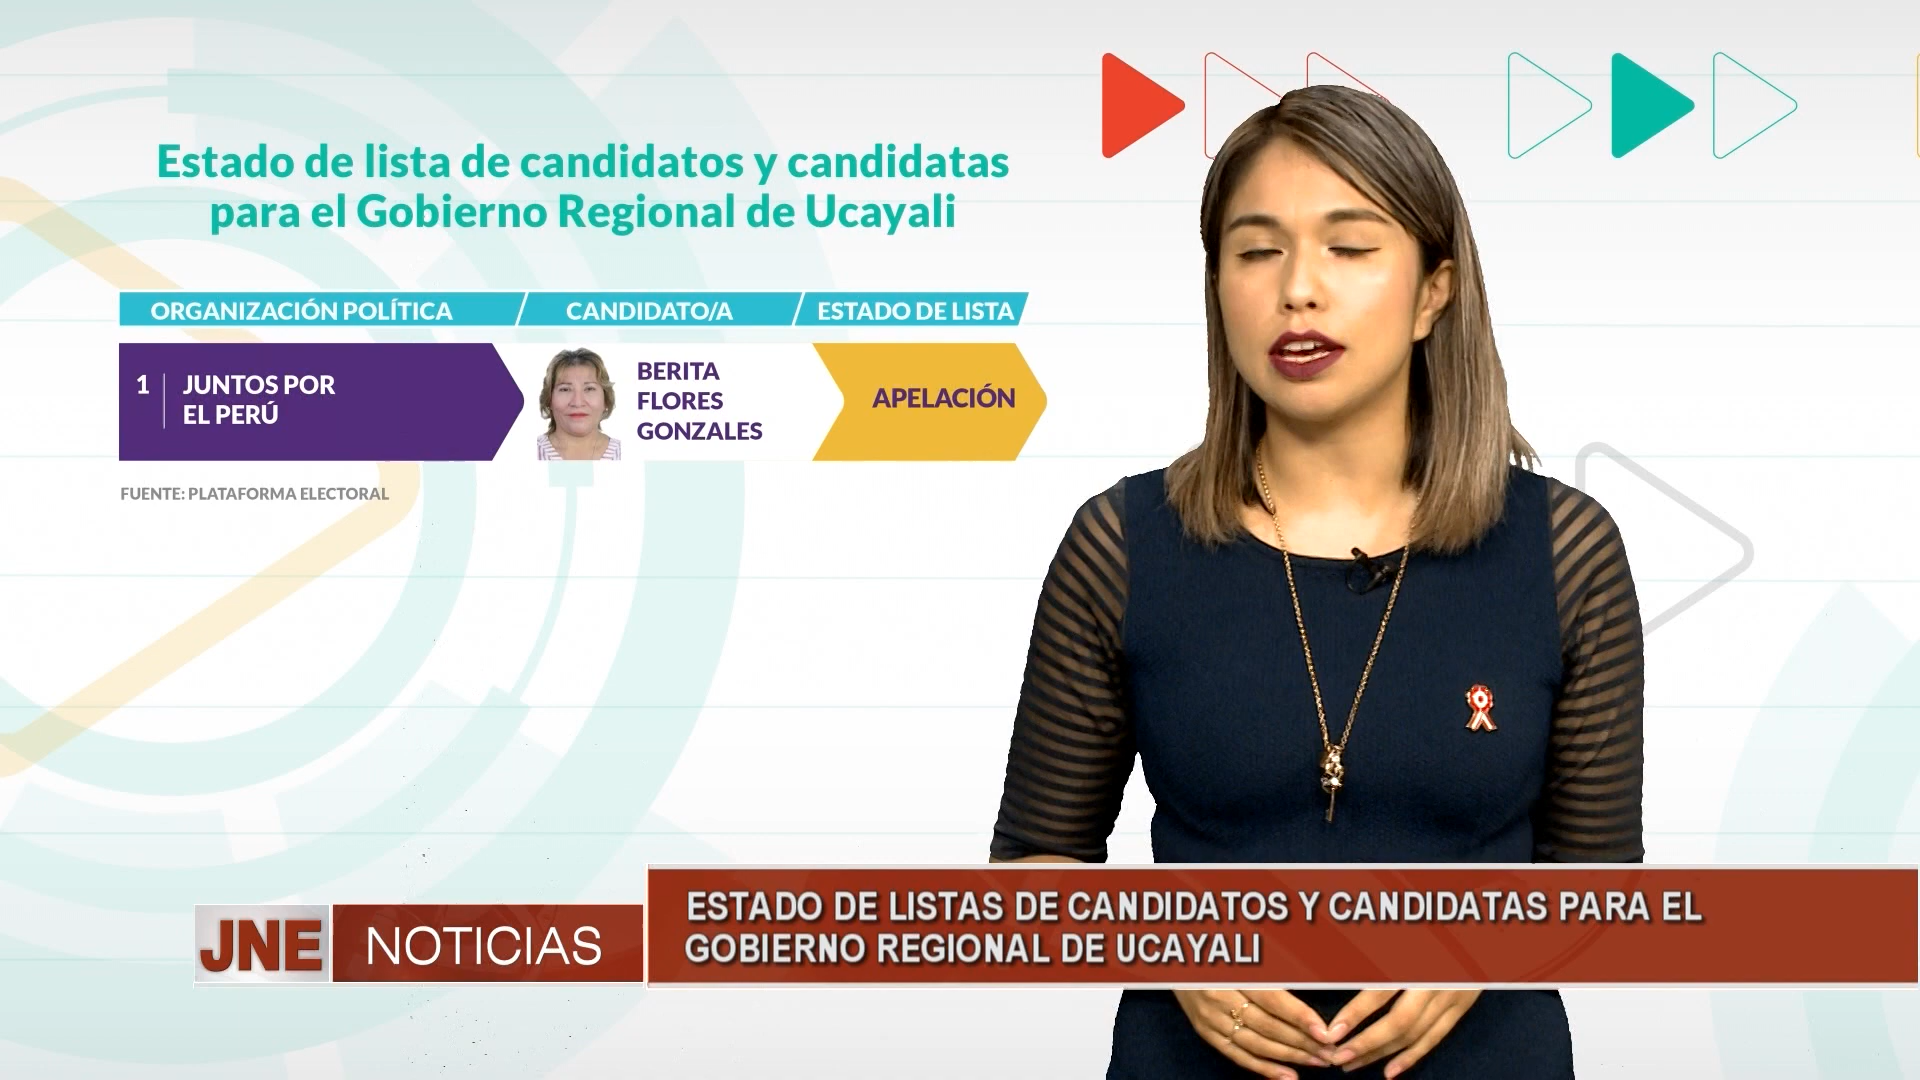 Estado de lista de candidatos y candidatas
para el Gobierno Regional de Ucayali
ORGANIZACIÓN POLÍTICA
CANDIDATO/A
ESTADO DE LISTA
1
JUNTOS POR
EL PERÚ
BERITA
FLORES
GONZALES
APELACIÓN
FUENTE: PLATAFORMA ELECTORAL
JNE NOTICIAS
ESTADO DE LISTAS DE CANDIDATOS Y CANDIDATAS PARA EL
GOBIERNO REGIONAL DE UCAYALI